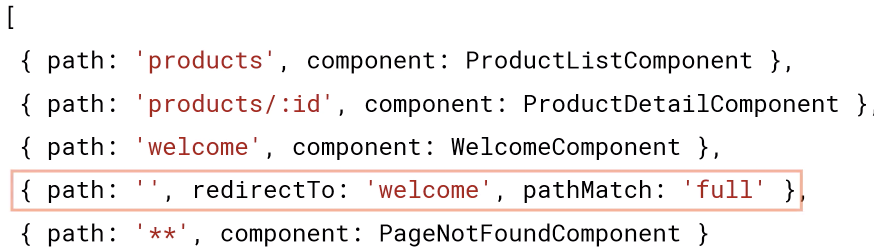 [
{ path: 'products', component: ProductListComponent },
{ path: 'products/:id', component: ProductDetailComponent },
{ path: 'welcome', component: WelcomeComponent },
{ path: '', redirectTo: 'welcome', pathMatch: 'full' },
{ path: '**', component: PageNotFoundComponent }